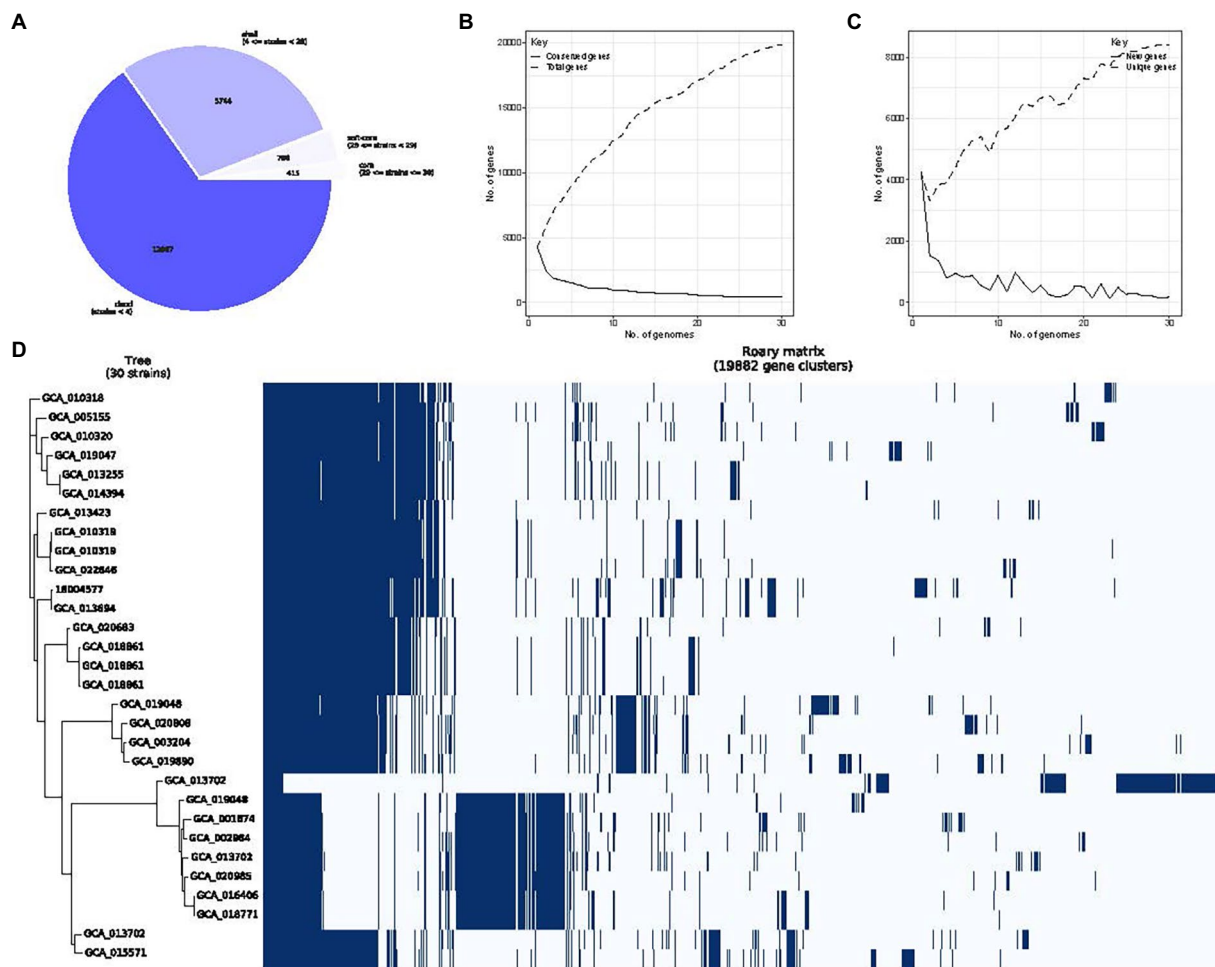 A
shell
(4 <= strains < 28)
soft-core
(28 <= strains < 29)
core
(29 <= strains <= 30)
415
cloud
(strains < 4)
B
Key
Conserved genes
Total genes
20000
15000
10000
5000
0
No. of genes
0
10
20
30
No. of genomes
C
Key
New genes
Unique genes
8000
6000
4000
2000
0
No. of genes
0
10
20
30
No. of genomes
D
Tree
(30 strains)
Roary matrix
(19882 gene clusters)
GCA_010318
GCA_005155
GCA_010320
GCA_019047
GCA_013255
GCA_014394
GCA_013423
GCA_010319
GCA_010319
GCA_022646
18004577
GCA_013694
GCA_020683
GCA_018861
GCA_018861
GCA_018861
GCA_019048
GCA_020808
GCA_003204
GCA_019890
GCA_013702
GCA_019048
GCA_001874
GCA_002984
GCA_013702
GCA_020985
GCA_016406
GCA_018771
GCA_013702
GCA_015571